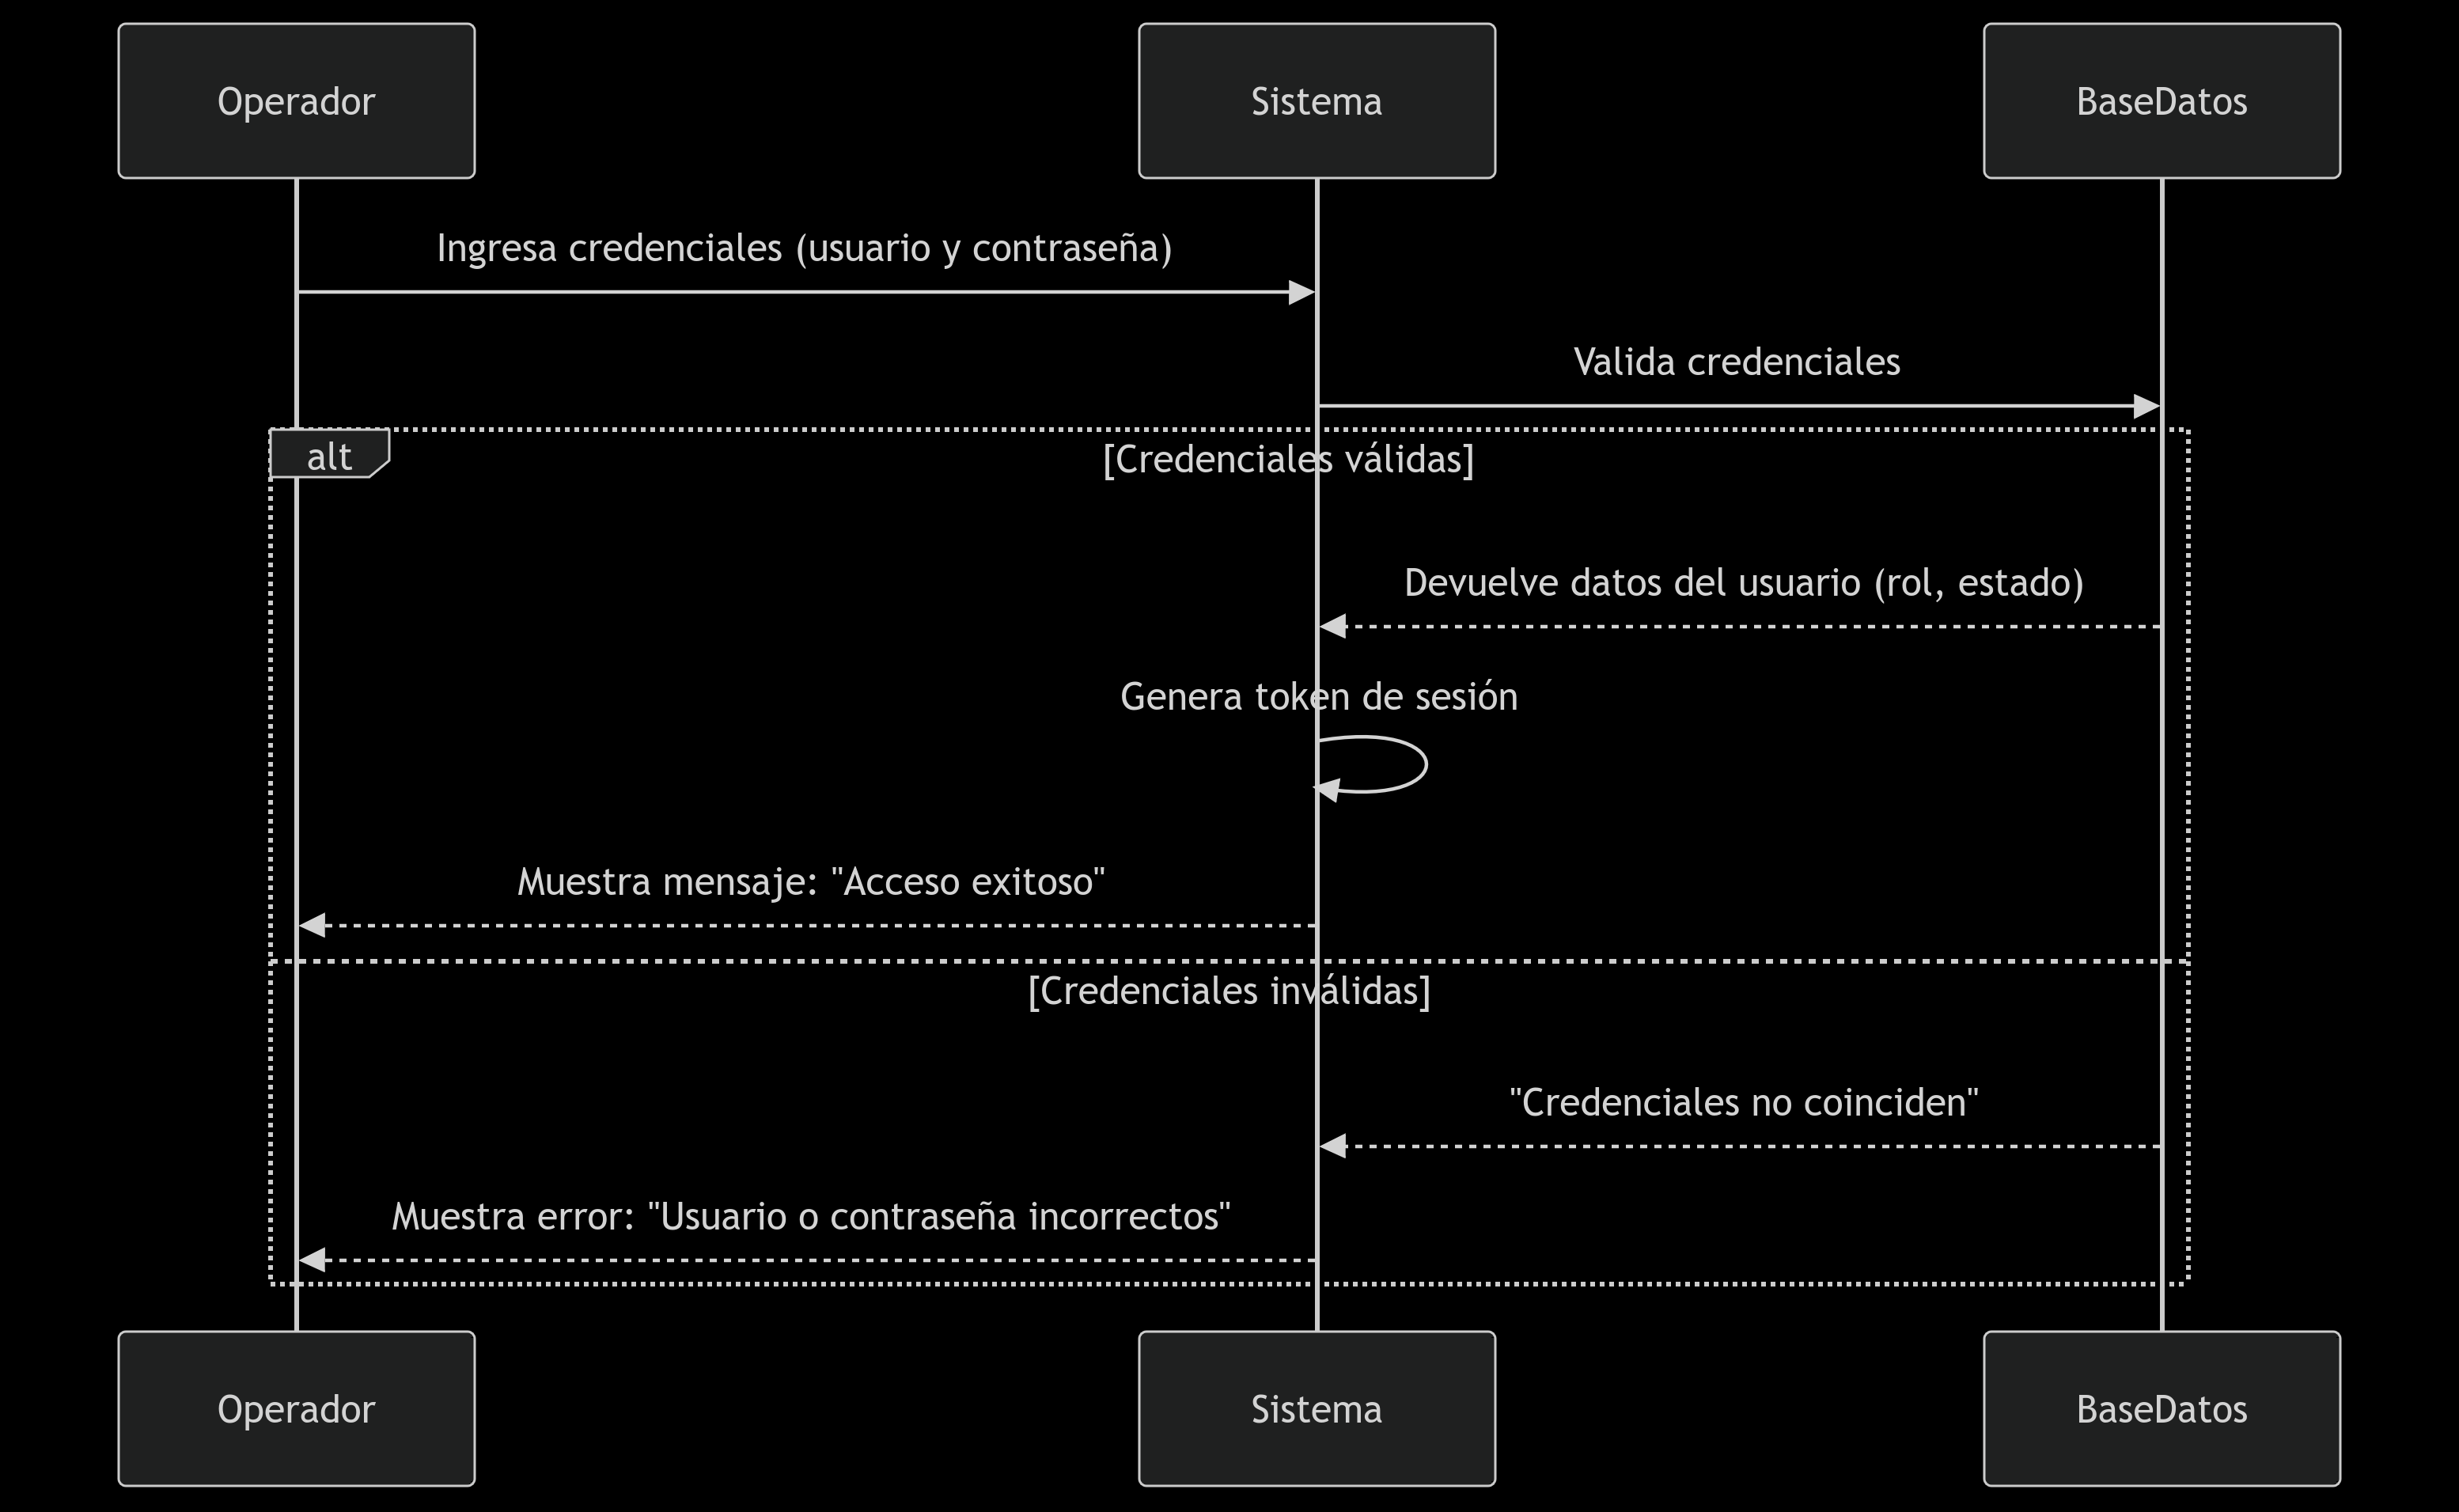 Operador
Sistema
BaseDatos
Ingresa credenciales (usuario y contraseña)
Valida credenciales
alt
[Credenciales válidas]
Devuelve datos del usuario (rol, estado)
Genera token de sesión
Muestra mensaje: "Acceso exitoso"
[Credenciales inválidas]
"Credenciales no coinciden"
Muestra error: "Usuario o contraseña incorrectos"
Operador
Sistema
BaseDatos